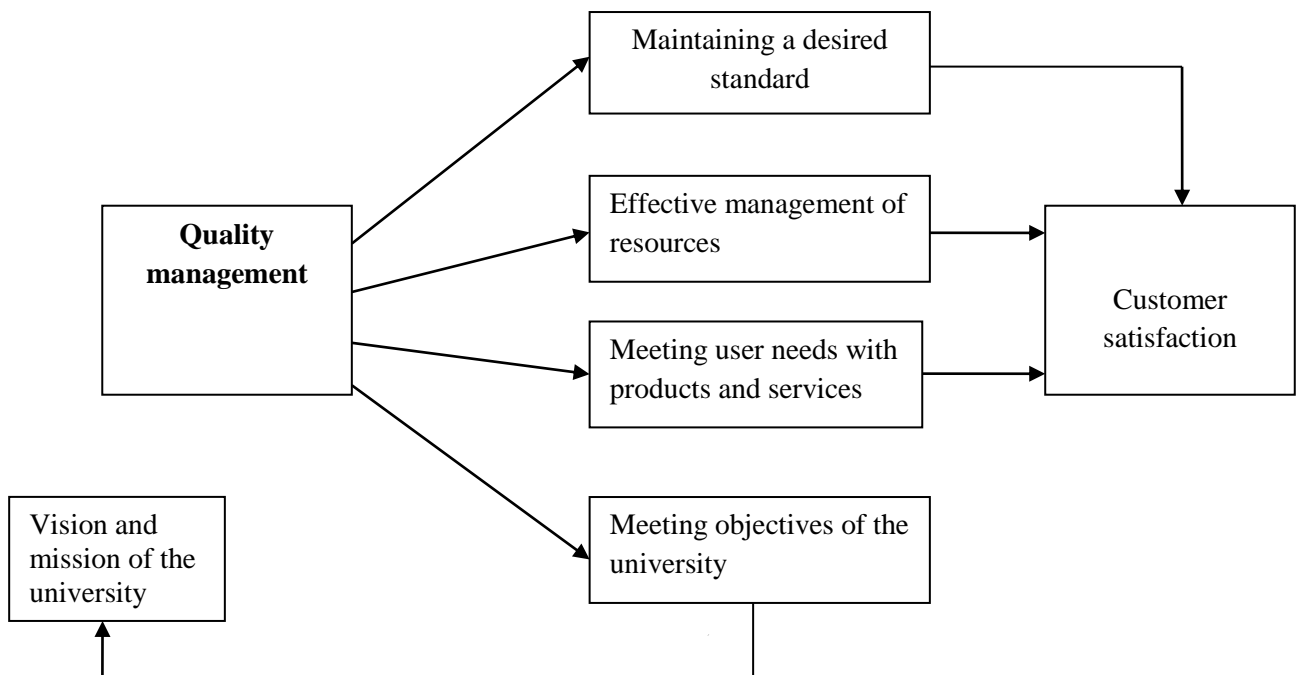 Maintaining a desired
standard
Effective management of
resources
Quality
management
Customer
satisfaction
Meeting user needs with
products and services
Vision and
mission of the
university
Meeting objectives of the
university